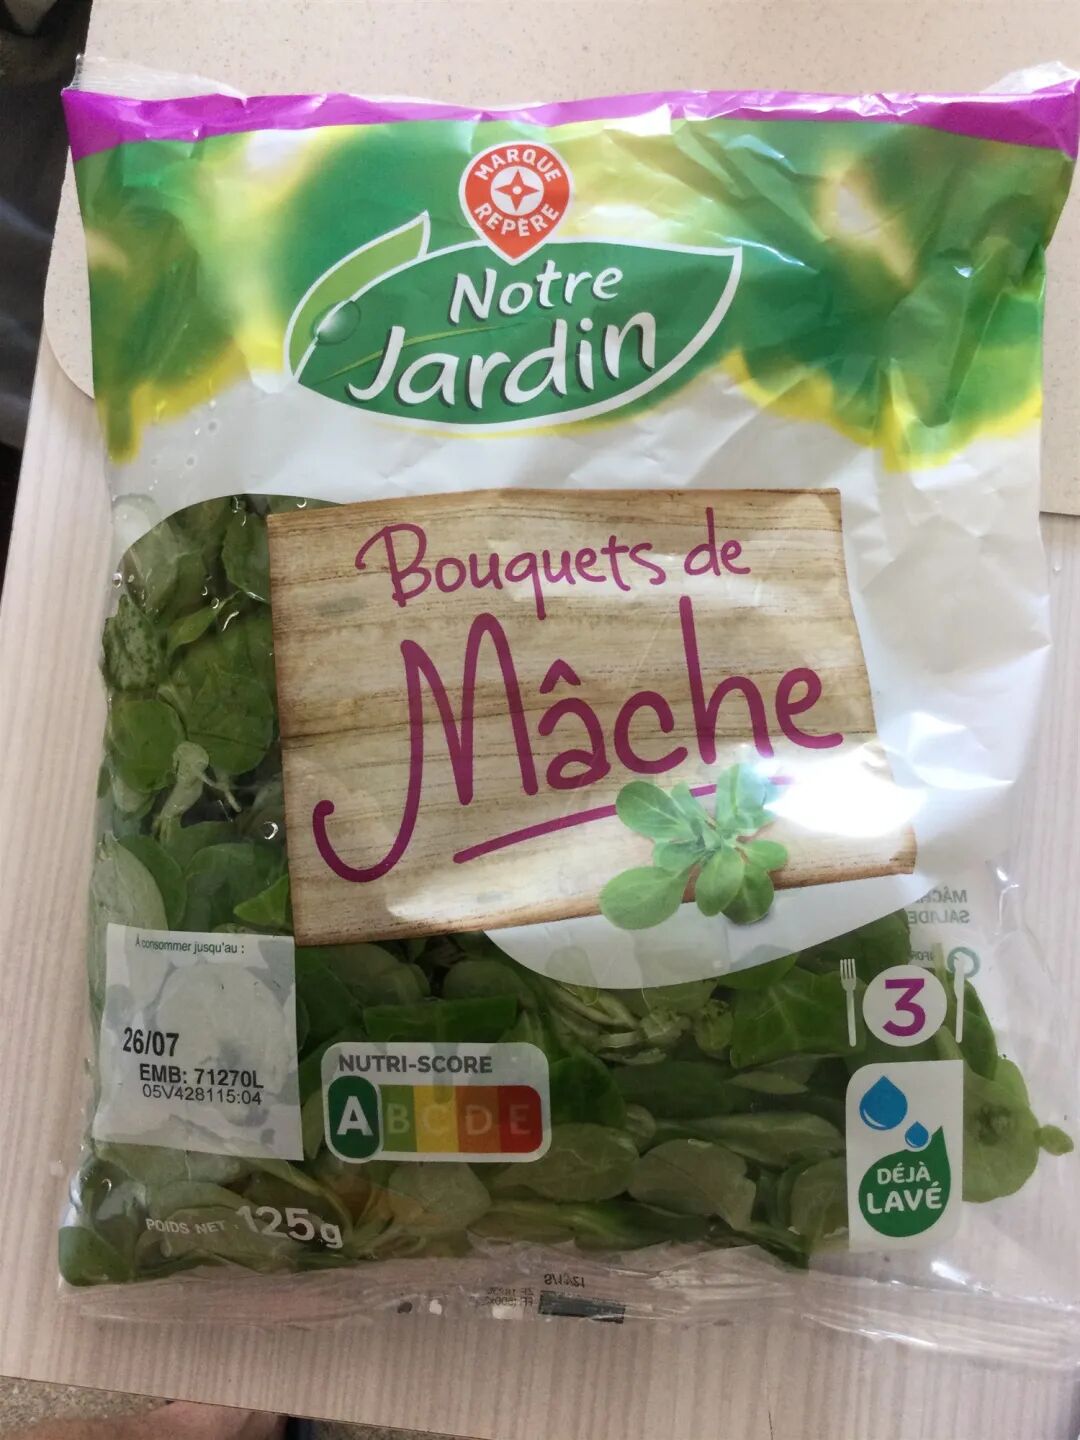 MARQUE
REPÈRE
Notre
Jardin
Bouquets de
Mâche
À consommer jusqu'au :
26/07
EMB: 71270L
05V428115:04
NUTRI-SCORE
A B C D E
POIDS NET : 125g
3
DÉJÀ
LAVÉ